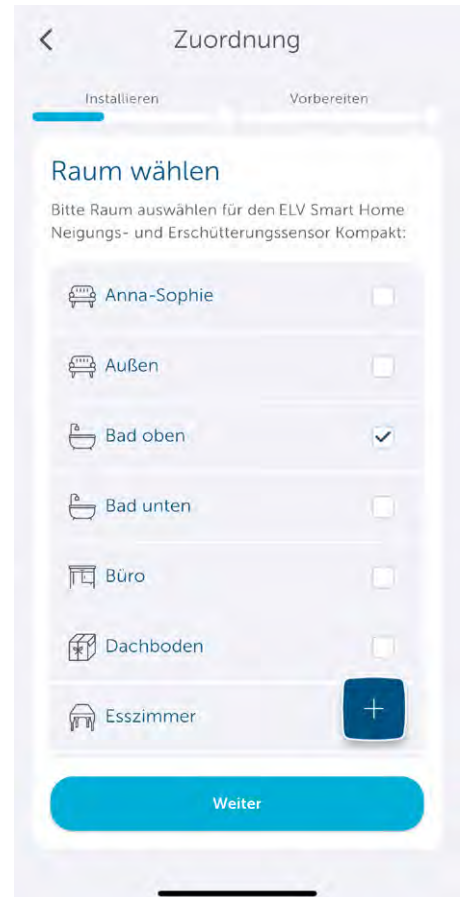 Zuordnung
Installieren
Vorbereiten
Raum wählen
Bitte Raum auswählen für den ELV Smart Home
Neigungs- und Erschütterungssensor Kompakt:
Anna-Sophie
Außen
Bad oben
Bad unten
Büro
Dachboden
Esszimmer
Weiter